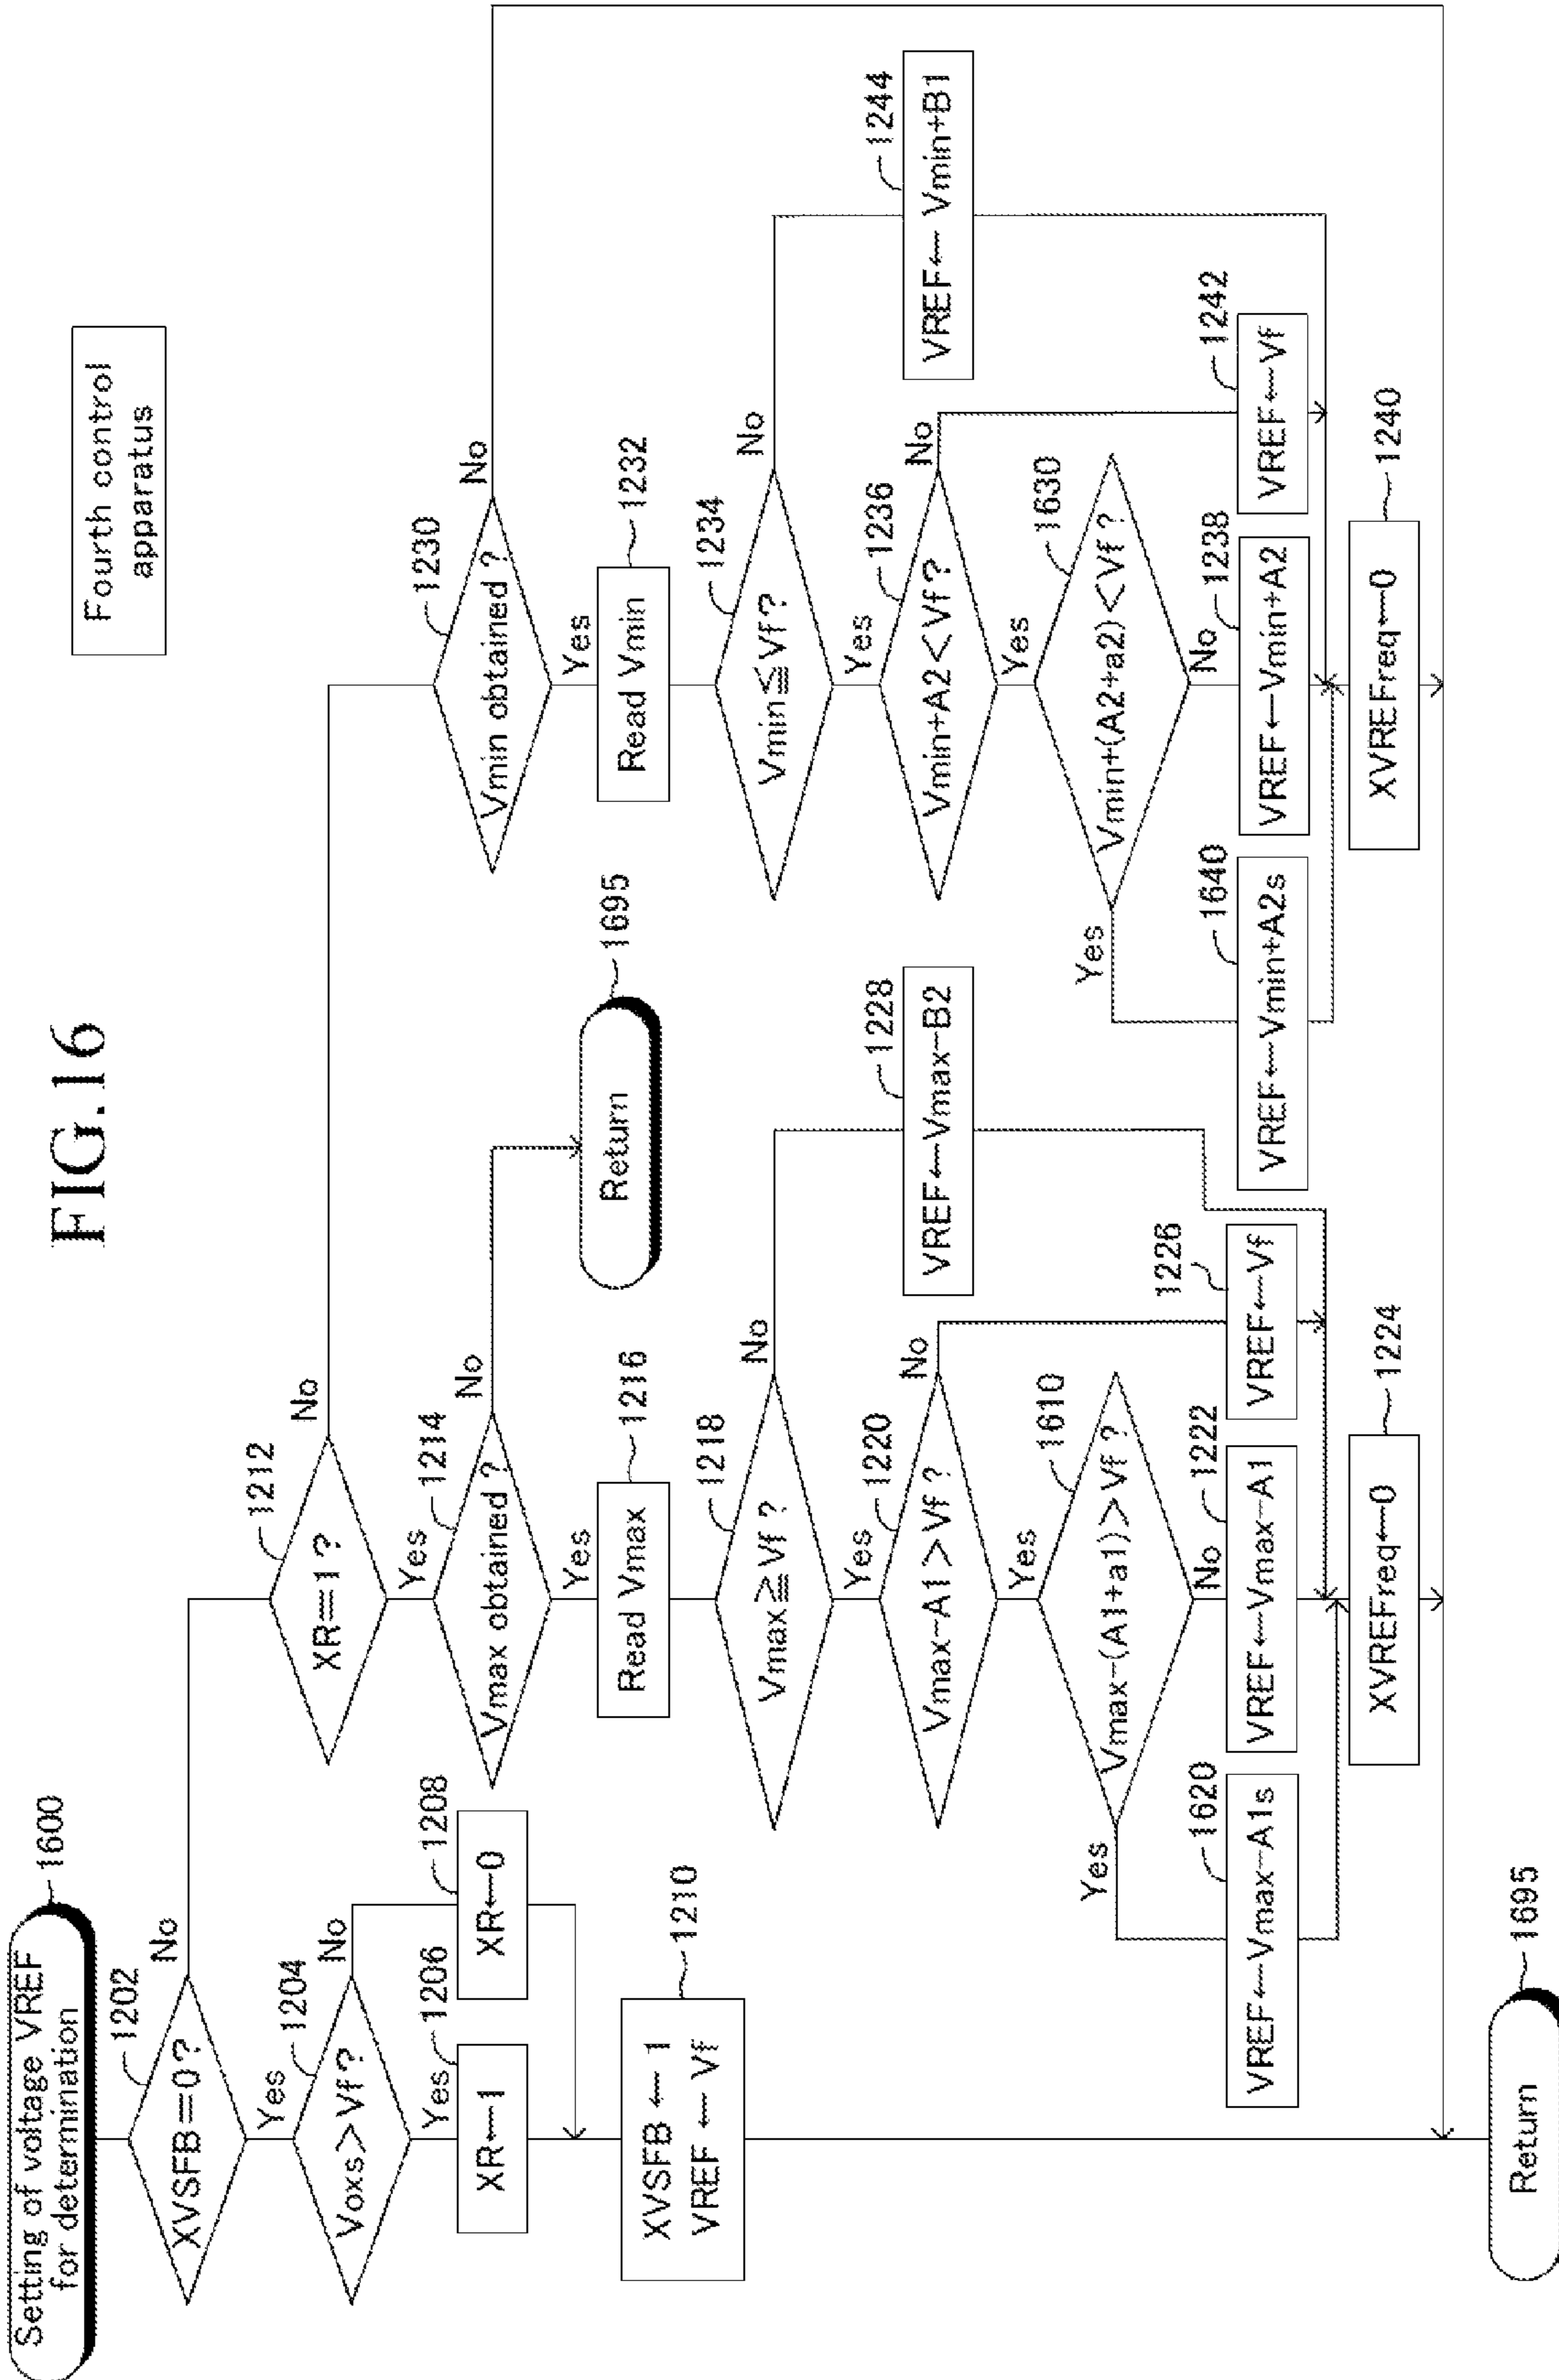 FIG.16
Fourth control
apparatus
Setting of voltage VREF
for determination
1600
XVSFB=0?
1202
Yes
No
Voxs>Vf?
1204
Yes
No
XR←1
1206
XR←0
1208
XVSFB ← 1
VREF ← Vf
1210
XR=1?
1212
Yes
No
Vmax obtained ?
1214
Yes
No
Return
1695
Read Vmax
1216
Vmax≧Vf ?
1218
Yes
No
Vmax-A1>Vf ?
1220
Yes
No
Vmax-(A1+a1)>Vf ?
1610
Yes
No
VREF←Vmax-A1s
1620
VREF←Vmax-A1
1222
VREF←Vf
1226
VREF←Vmax-B2
1228
XVREFreq←0
1224
Vmin obtained ?
1230
Yes
No
Read Vmin
1232
Vmin≦Vf?
1234
Yes
No
Vmin+A2<Vf?
1236
Yes
No
Vmin+(A2+a2)<Vf ?
1630
Yes
No
VREF←Vmin+A2s
1640
VREF←Vmin+A2
1238
VREF←Vf
1242
VREF← Vmin+B1
1244
XVREFreq←0
1240
Return
1695